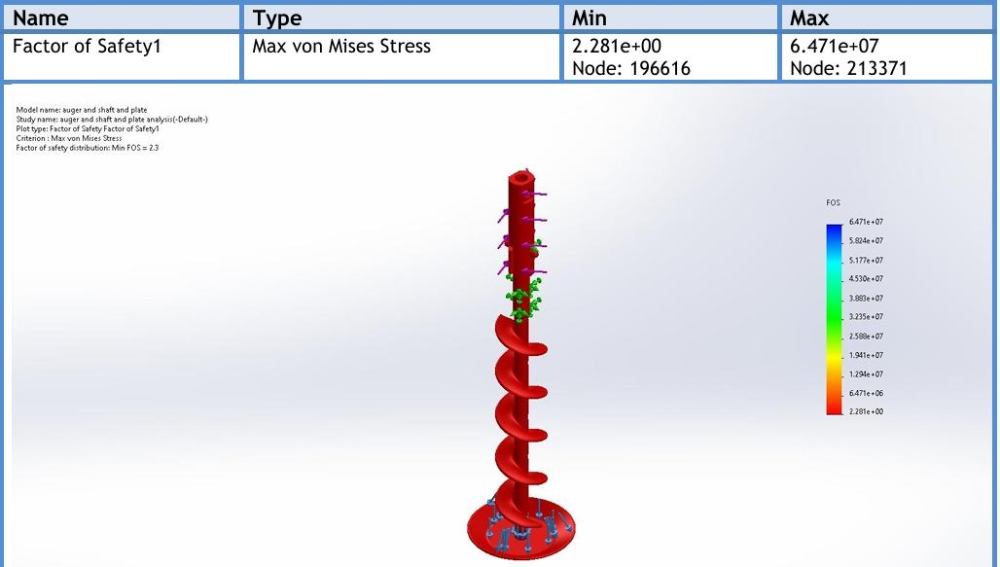 Name Type Min Max
Factor of Safety1 Max von Mises Stress 2.281e+00 6.471e+07
Node: 196616 Node: 213371
Model name: auger and shaft and plate
Study name: auger and shaft and plate analysis(-Default-)
Plot type: Factor of Safety Factor of Safety1
Criterion : Max von Mises Stress
Factor of safety distribution: Min FOS = 2.3
FOS
6.471e+07
5.824e+07
5.177e+07
4.530e+07
3.883e+07
3.235e+07
2.588e+07
1.941e+07
1.294e+07
6.471e+06
2.281e+00